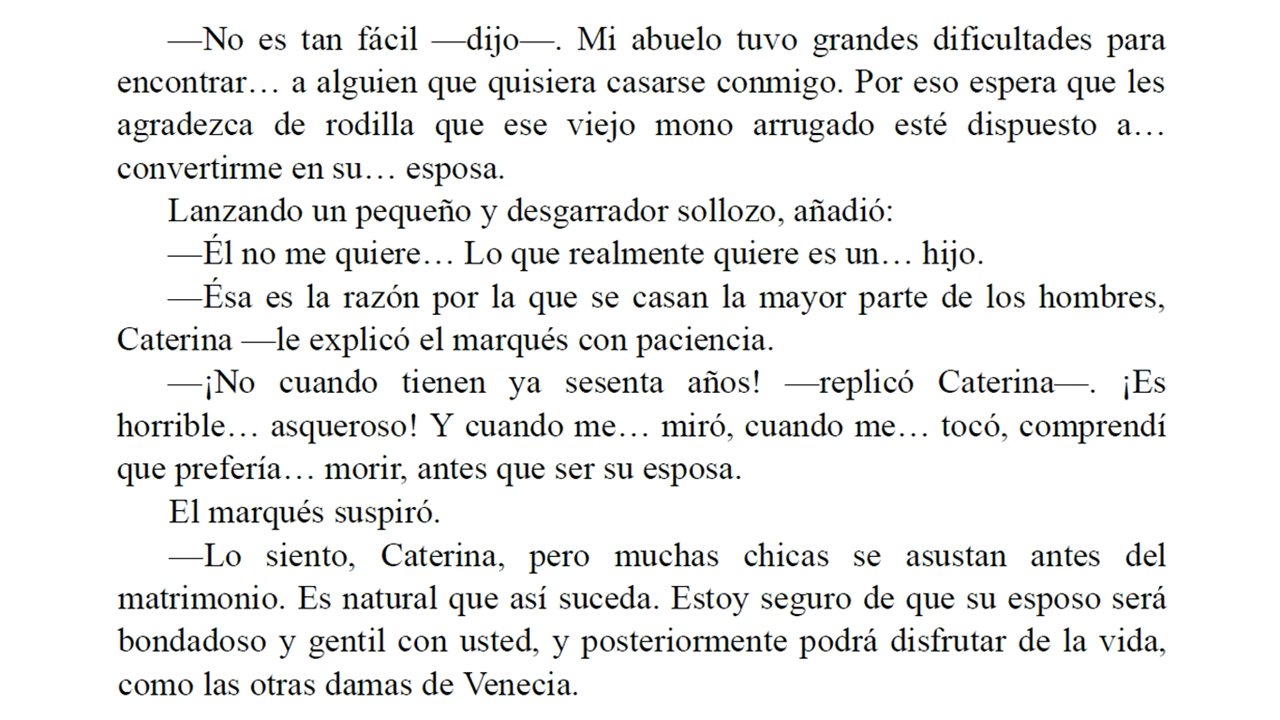 —No es tan fácil —dijo—. Mi abuelo tuvo grandes dificultades para
encontrar… a alguien que quisiera casarse conmigo. Por eso espera que les
agradezca de rodilla que ese viejo mono arrugado esté dispuesto a…
convertirme en su… esposa.
Lanzando un pequeño y desgarrador sollozo, añadió:
—Él no me quiere… Lo que realmente quiere es un… hijo.
—Ésa es la razón por la que se casan la mayor parte de los hombres,
Caterina —le explicó el marqués con paciencia.
—¡No cuando tienen ya sesenta años! —replicó Caterina—. ¡Es
horrible… asqueroso! Y cuando me… miró, cuando me… tocó, comprendí
que prefería… morir, antes que ser su esposa.
El marqués suspiró.
—Lo siento, Caterina, pero muchas chicas se asustan antes del
matrimonio. Es natural que así suceda. Estoy seguro de que su esposo será
bondadoso y gentil con usted, y posteriormente podrá disfrutar de la vida,
como las otras damas de Venecia.